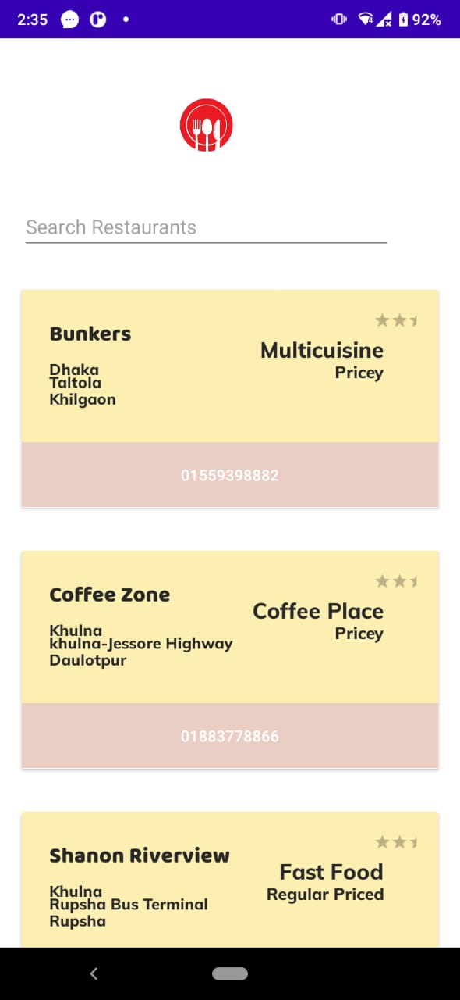 2:35
92%
Search Restaurants
Bunkers
Multicuisine
Pricey
Dhaka
Taltola
Khilgaon
01559398882
Coffee Zone
Coffee Place
Pricey
Khulna
khulna-Jessore Highway
Daulotpur
01883778866
Shanon Riverview
Fast Food
Regular Priced
Khulna
Rupsha Bus Terminal
Rupsha